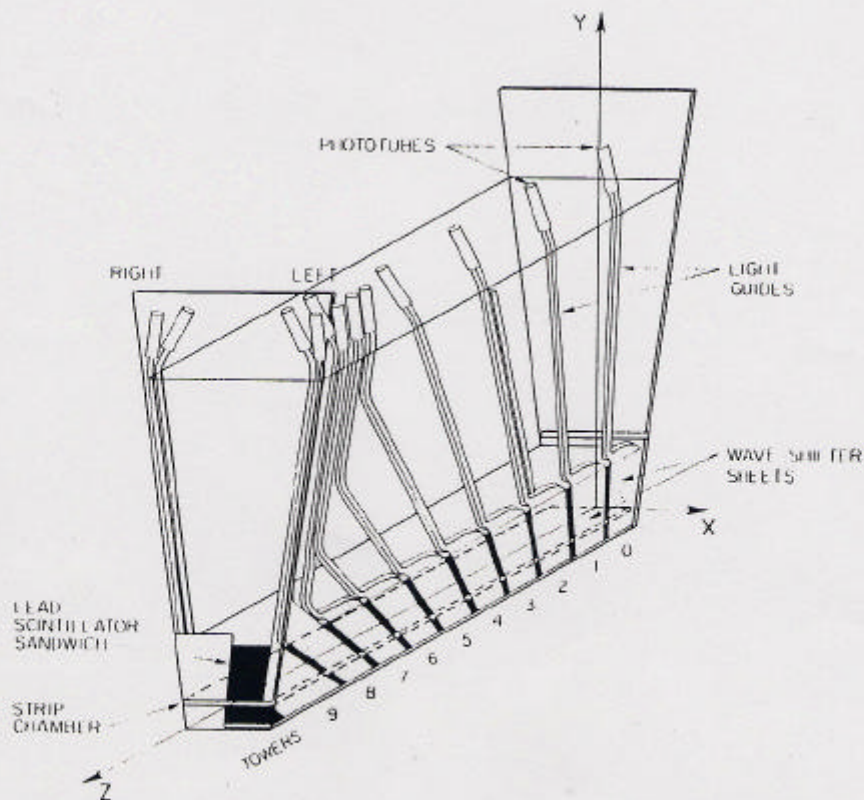 Y
PHOTOTUBES
RIGHT
LEFT
LIGHT
GUIDES
WAVE SHIFTER
SHEETS
X
LEAD
SCINTILLATOR
SANDWICH
STRIP
CHAMBER
0
1
2
3
4
5
6
7
8
9
TOWERS
Z